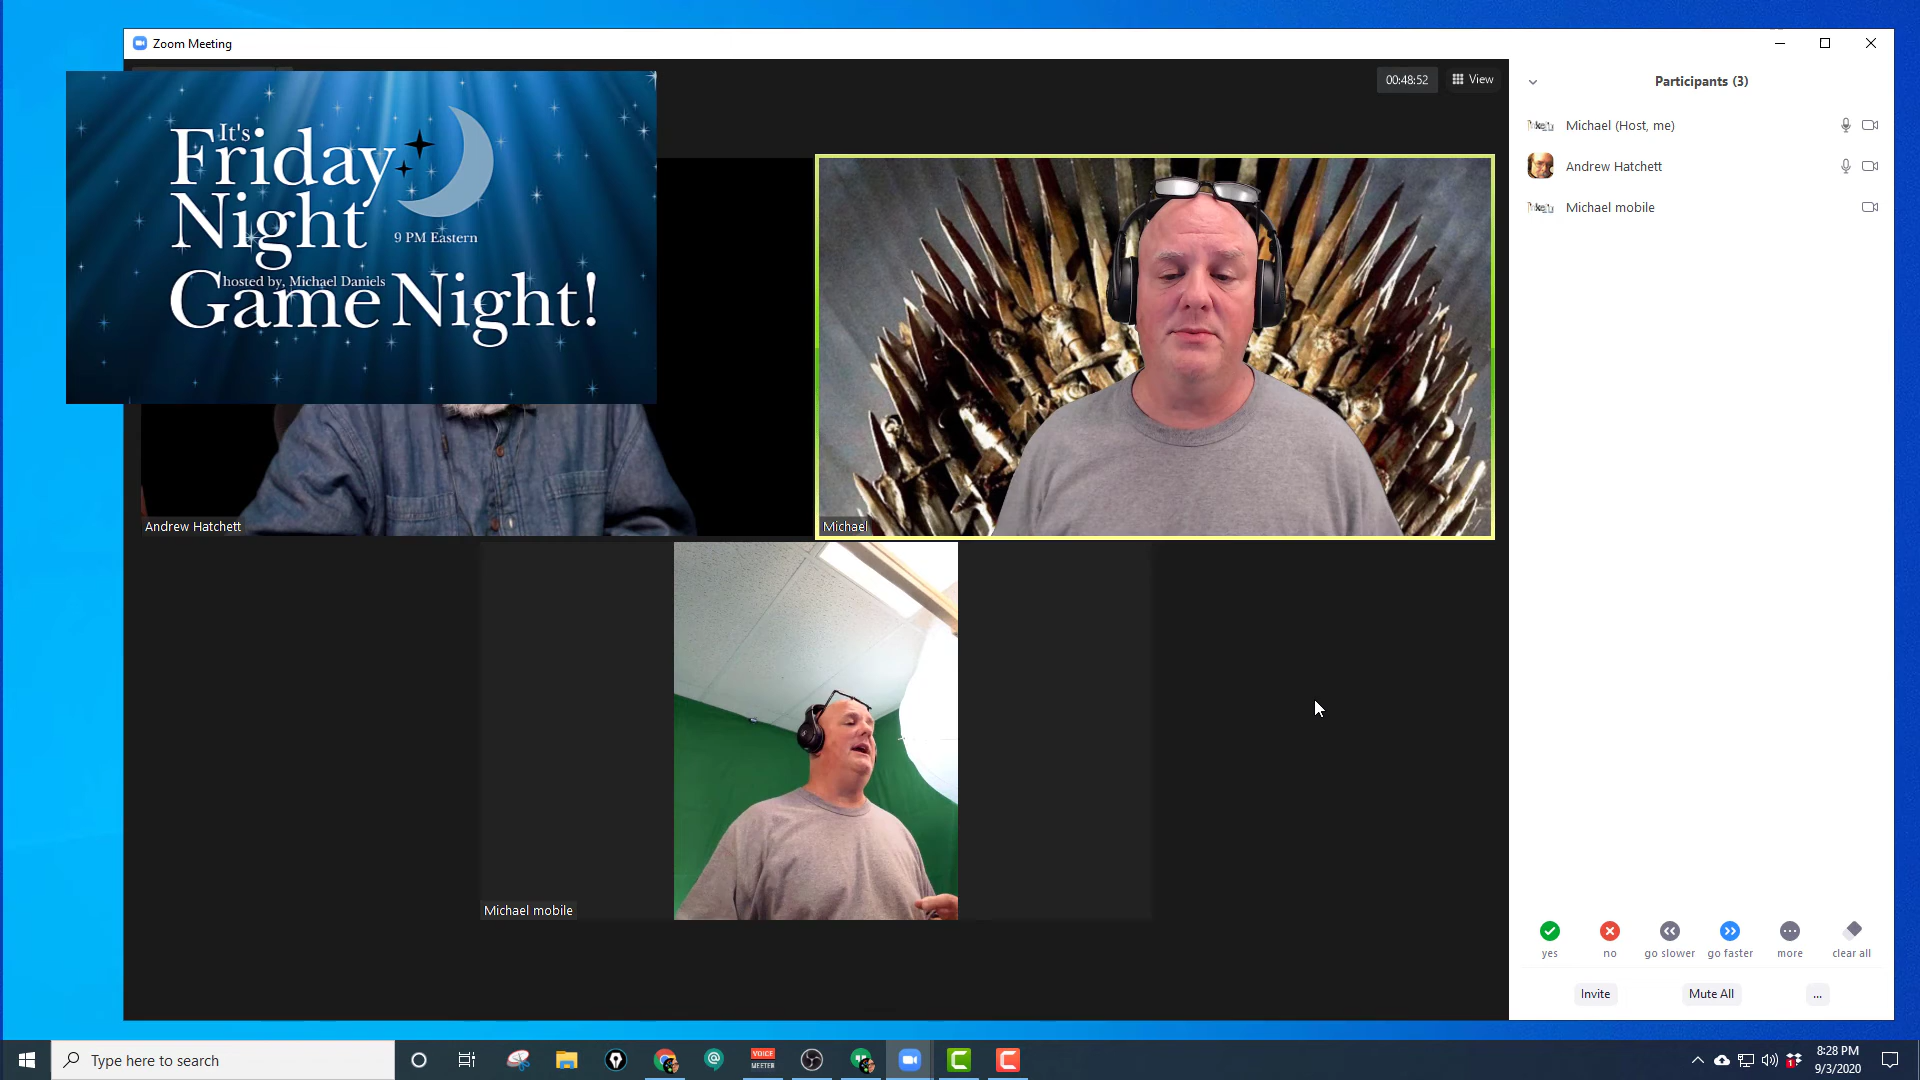 Zoom Meeting
00:48:52
View
It's
Friday
Night
9 PM Eastern
hosted by, Michael Daniels
Game Night!
Andrew Hatchett
Michael
Michael mobile
Participants (3)
Michael (Host, me)
Andrew Hatchett
Michael mobile
yes
no
go slower
go faster
more
clear all
Invite
Mute All
...
Type here to search
VOICE
MEETER
8:28 PM
9/3/2020